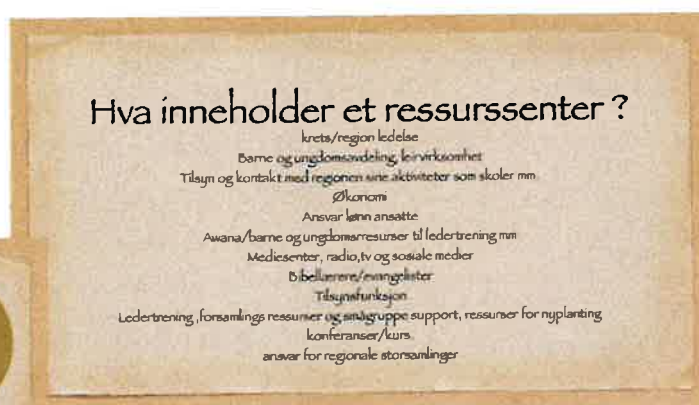 Hva inneholder et ressurssenter ?
krets/region ledelse
Barne og ungdomsavdeling, leirvirksomhet
Tilsyn og kontakt med regionen sine aktiviteter som skoler mm
Økonomi
Ansvar lønn ansatte
Awana/barne og ungdomsresurser til ledertrening mm
Mediesenter, radio,tv og sosiale medier
Bibellærere/evangelister
Tilsynsfunksjon
Ledertrening ,forsamlings ressurser og smågruppe support, ressurser for nyplanting
konferanser/kurs
ansvar for regionale storsamlinger